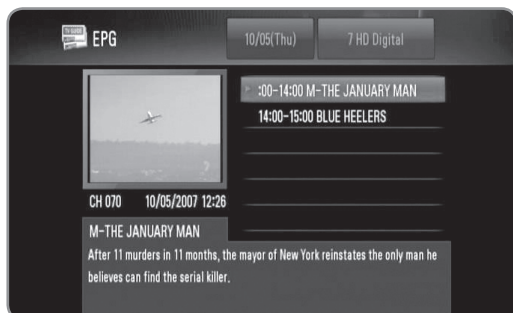 EPG
10/05(Thu)
7 HD Digital
:00-14:00 M-THE JANUARY MAN
14:00-15:00 BLUE HEELERS
CH 070 10/05/2007 12:26
M-THE JANUARY MAN
After 11 murders in 11 months, the mayor of New York reinstates the only man he
believes can find the serial killer.